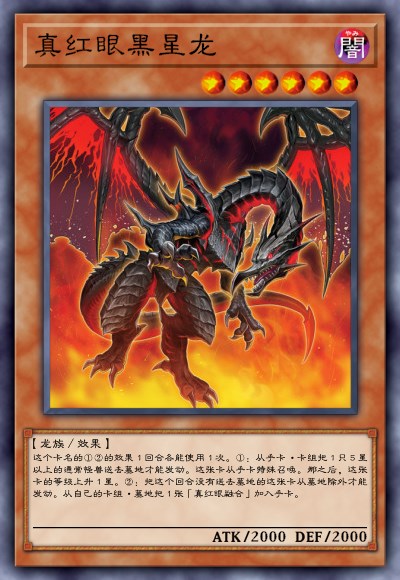 真红眼黑星龙
やみ
闇
【龙族／效果】
这个卡名的①②的效果1回合各能使用1次。①：从手卡·卡组把1只5星
以上的通常怪兽送去墓地才能发动。这张卡从手卡特殊召唤。那之后，这张
卡的等级上升1星。②：把这个回合没有送去墓地的这张卡从墓地除外才能
发动。从自己的卡组·墓地把1张「真红眼融合」加入手卡。
ATK/2000 DEF/2000